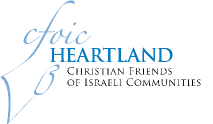 cfoic
HEARTLAND
CHRISTIAN FRIENDS
OF ISRAELI COMMUNITIES